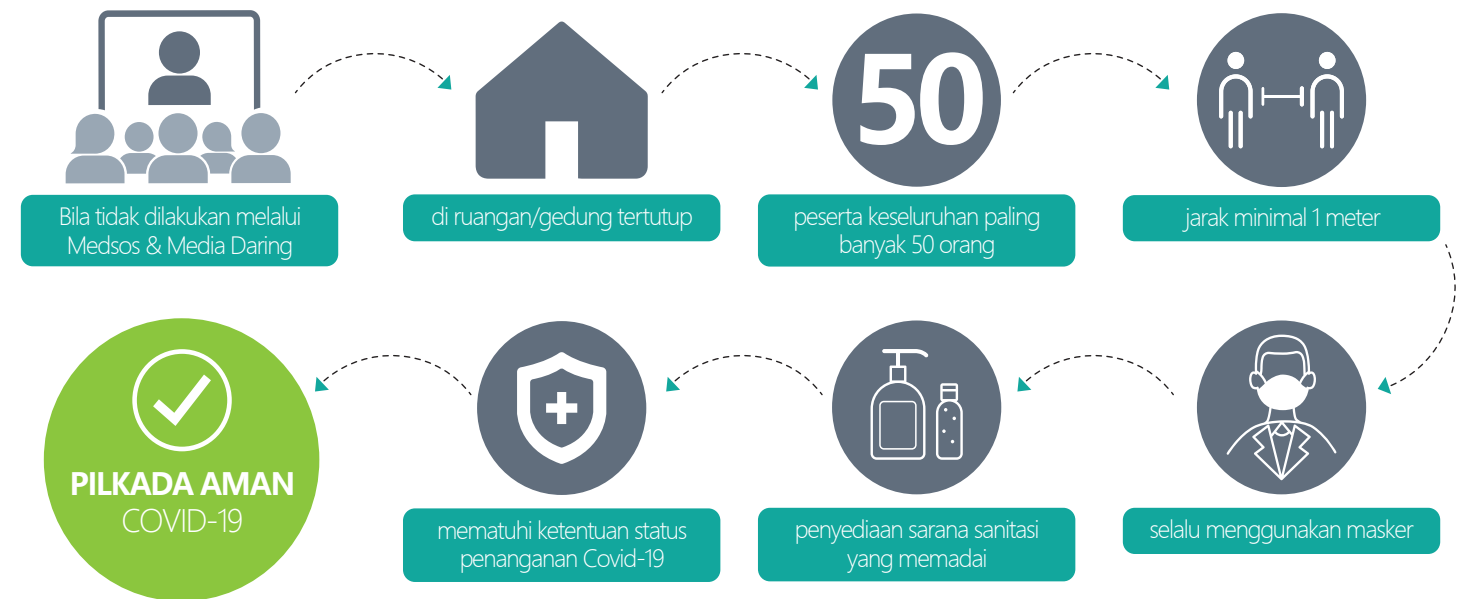 Bila tidak dilakukan melalui
Medsos & Media Daring
di ruangan/gedung tertutup
50
peserta keseluruhan paling
banyak 50 orang
jarak minimal 1 meter
selalu menggunakan masker
penyediaan sarana sanitasi
yang memadai
mematuhi ketentuan status
penanganan Covid-19
PILKADA AMAN
COVID-19